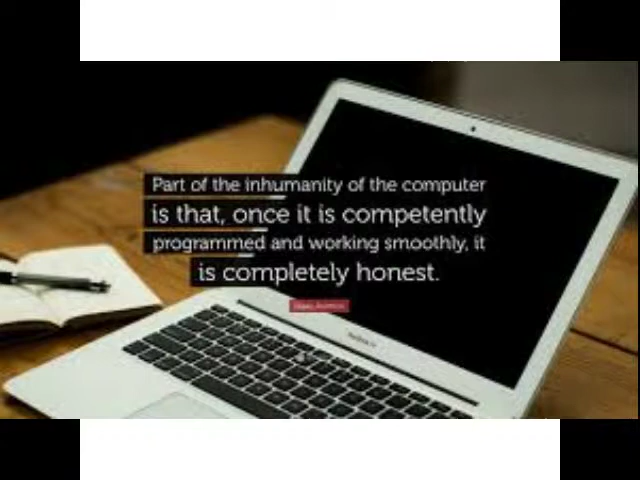 Part of the inhumanity of the computer
is that, once it is competently
programmed and working smoothly, it
is completely honest.